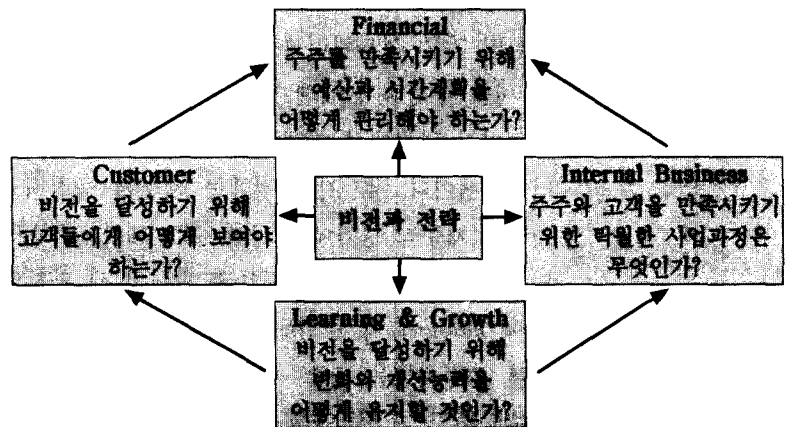 Financial
주주를 만족시키기 위해
예산과 시간계획을
어떻게 관리해야 하는가?
Customer
비전을 달성하기 위해
고객들에게 어떻게 보여야
하는가?
비전과 전략
Internal Business
주주와 고객을 만족시키기
위한 탁월한 사업과정은
무엇인가?
Learning & Growth
비전을 달성하기 위해
변화와 개선능력을
어떻게 유지할 것인가?